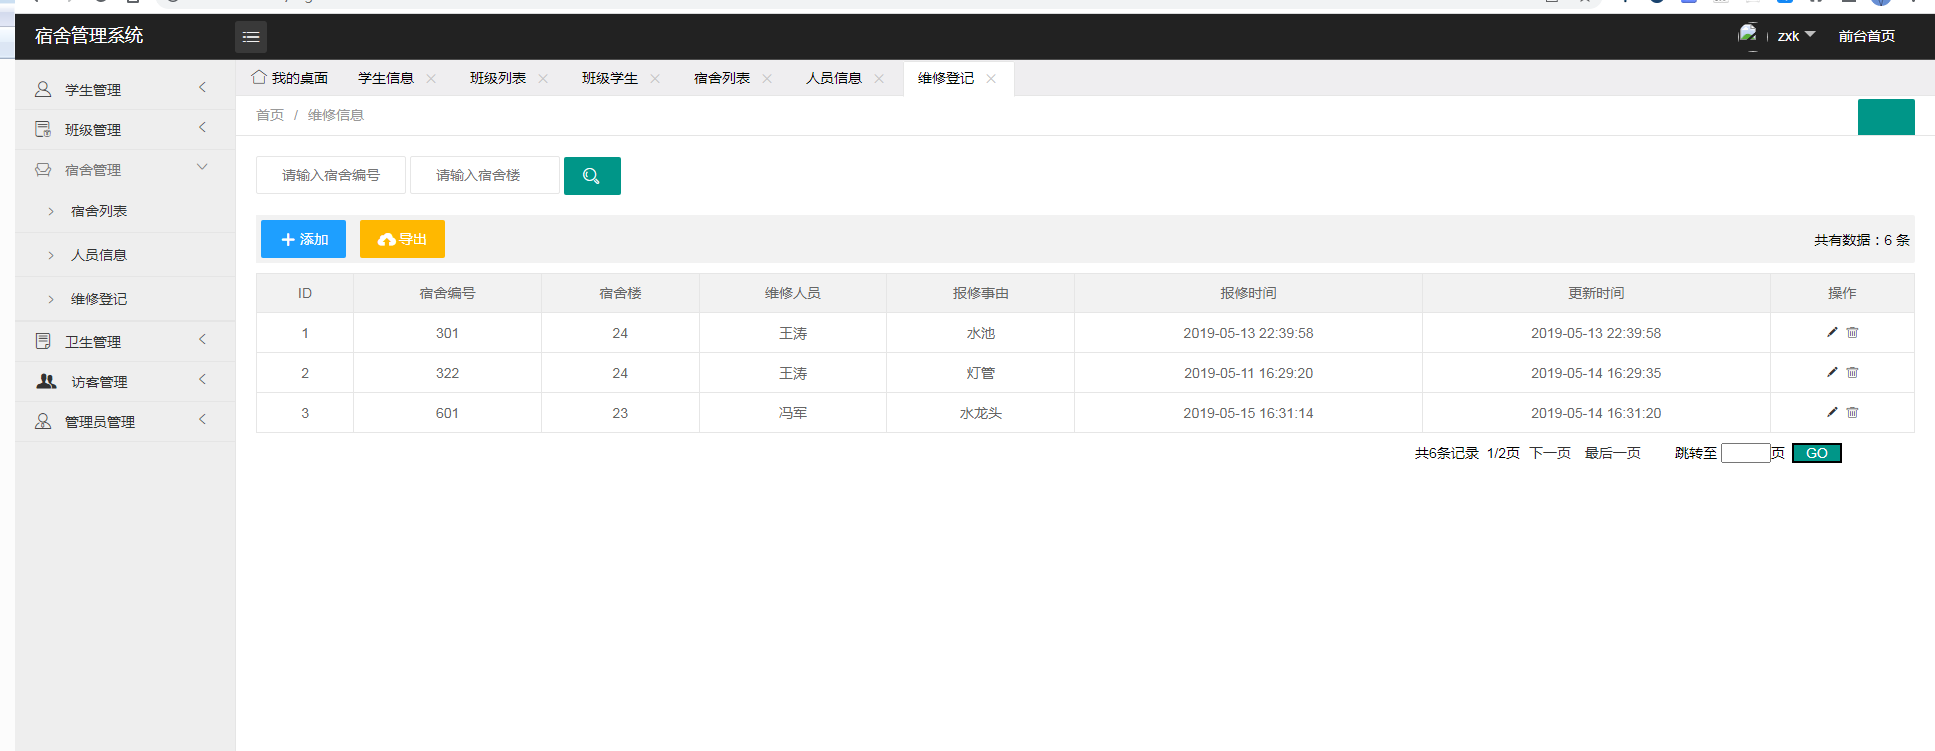 宿舍管理系统 zxk 前台首页
我的桌面 学生信息 班级列表 班级学生 宿舍列表 人员信息 维修登记
学生管理
班级管理
宿舍管理
宿舍列表
人员信息
维修登记
卫生管理
访客管理
管理员管理
首页 / 维修信息
请输入宿舍编号 请输入宿舍楼
添加 导出 共有数据：6 条
ID 宿舍编号 宿舍楼 维修人员 报修事由 报修时间 更新时间 操作
1 301 24 王涛 水池 2019-05-13 22:39:58 2019-05-13 22:39:58
2 322 24 王涛 灯管 2019-05-11 16:29:20 2019-05-14 16:29:35
3 601 23 冯军 水龙头 2019-05-15 16:31:14 2019-05-14 16:31:20
共6条记录 1/2页 下一页 最后一页 跳转至 页 GO